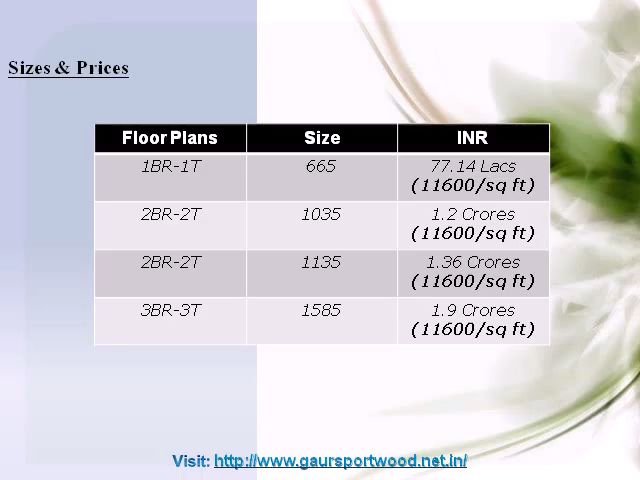 Sizes & Prices
Floor Plans Size INR
1BR-1T 665 77.14 Lacs
(11600/sq ft)
2BR-2T 1035 1.2 Crores
(11600/sq ft)
2BR-2T 1135 1.36 Crores
(11600/sq ft)
3BR-3T 1585 1.9 Crores
(11600/sq ft)
Visit: http://www.gaursportwood.net.in/